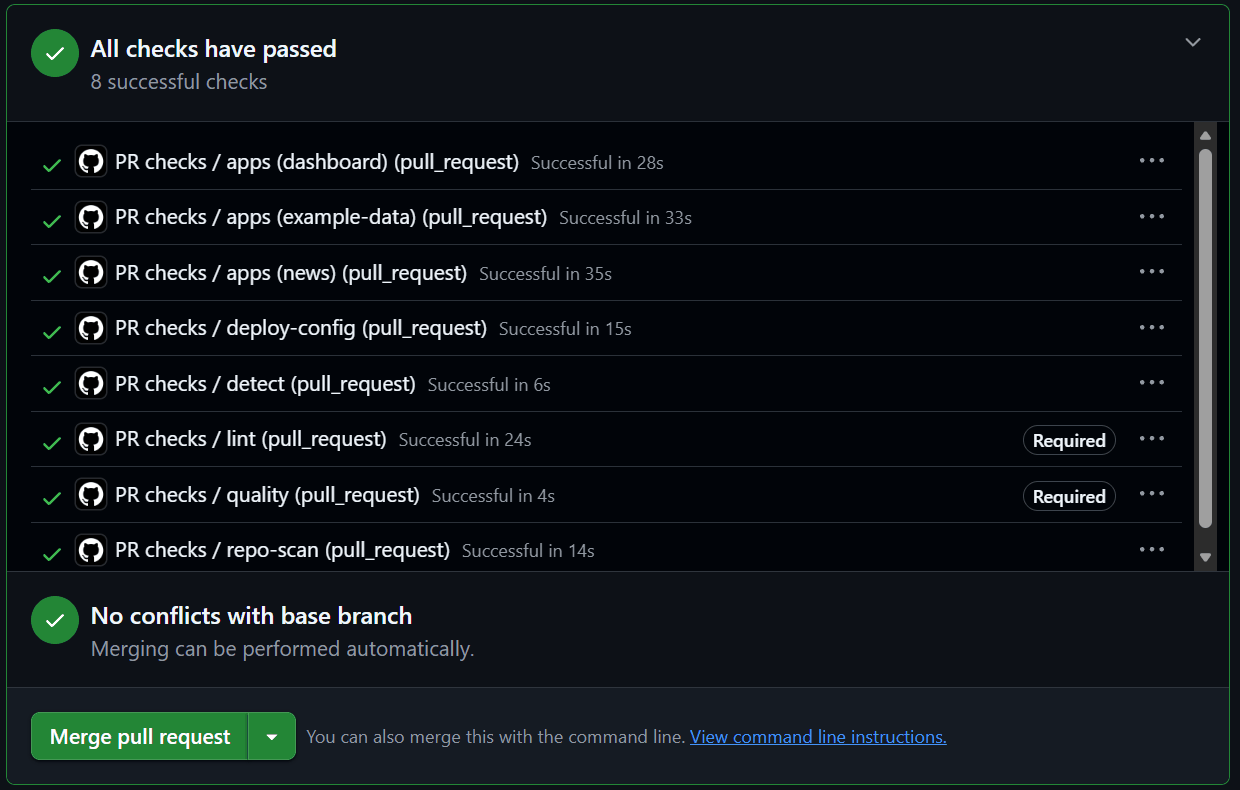 All checks have passed
8 successful checks
PR checks / apps (dashboard) (pull_request) Successful in 28s
PR checks / apps (example-data) (pull_request) Successful in 33s
PR checks / apps (news) (pull_request) Successful in 35s
PR checks / deploy-config (pull_request) Successful in 15s
PR checks / detect (pull_request) Successful in 6s
PR checks / lint (pull_request) Successful in 24s Required
PR checks / quality (pull_request) Successful in 4s Required
PR checks / repo-scan (pull_request) Successful in 14s
No conflicts with base branch
Merging can be performed automatically.
Merge pull request You can also merge this with the command line. View command line instructions.